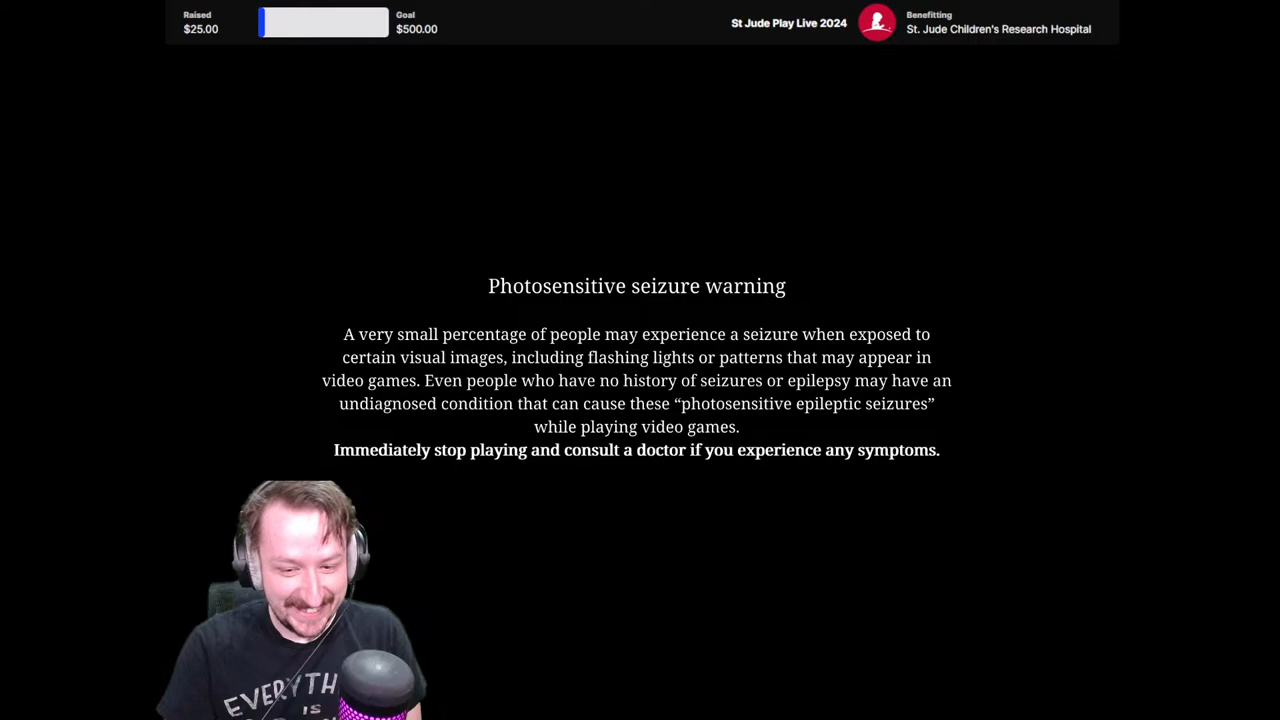 Raised
$25.00
Goal
$500.00
St Jude Play Live 2024
Benefitting
St. Jude Children's Research Hospital
Photosensitive seizure warning
A very small percentage of people may experience a seizure when exposed to
certain visual images, including flashing lights or patterns that may appear in
video games. Even people who have no history of seizures or epilepsy may have an
undiagnosed condition that can cause these “photosensitive epileptic seizures”
while playing video games.
Immediately stop playing and consult a doctor if you experience any symptoms.
IS